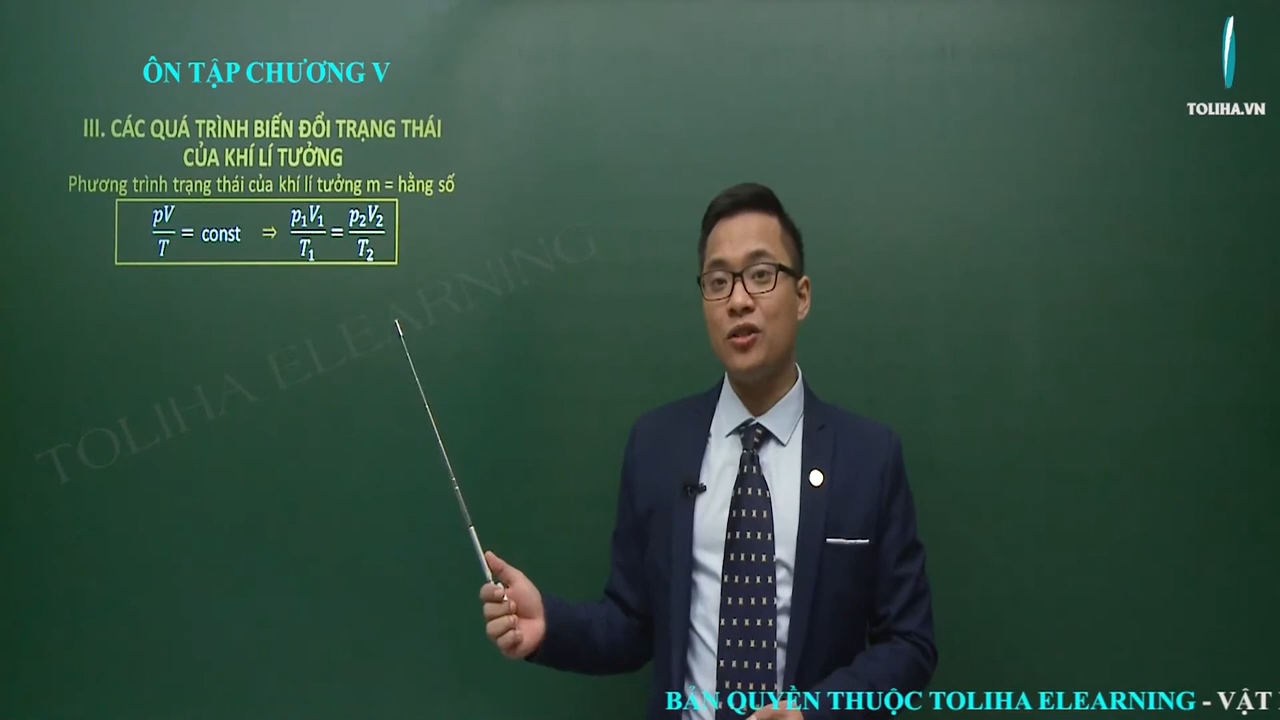 ÔN TẬP CHƯƠNG V
TOLIHA.VN
III. CÁC QUÁ TRÌNH BIẾN ĐỔI TRẠNG THÁI
CỦA KHÍ LÍ TƯỞNG
Phương trình trạng thái của khí lí tưởng m = hằng số
pV/T = const ⇒ p₁V₁/T₁ = p₂V₂/T₂
TOLIHA ELEARNING
BẢN QUYỀN THUỘC TOLIHA ELEARNING - VẬT